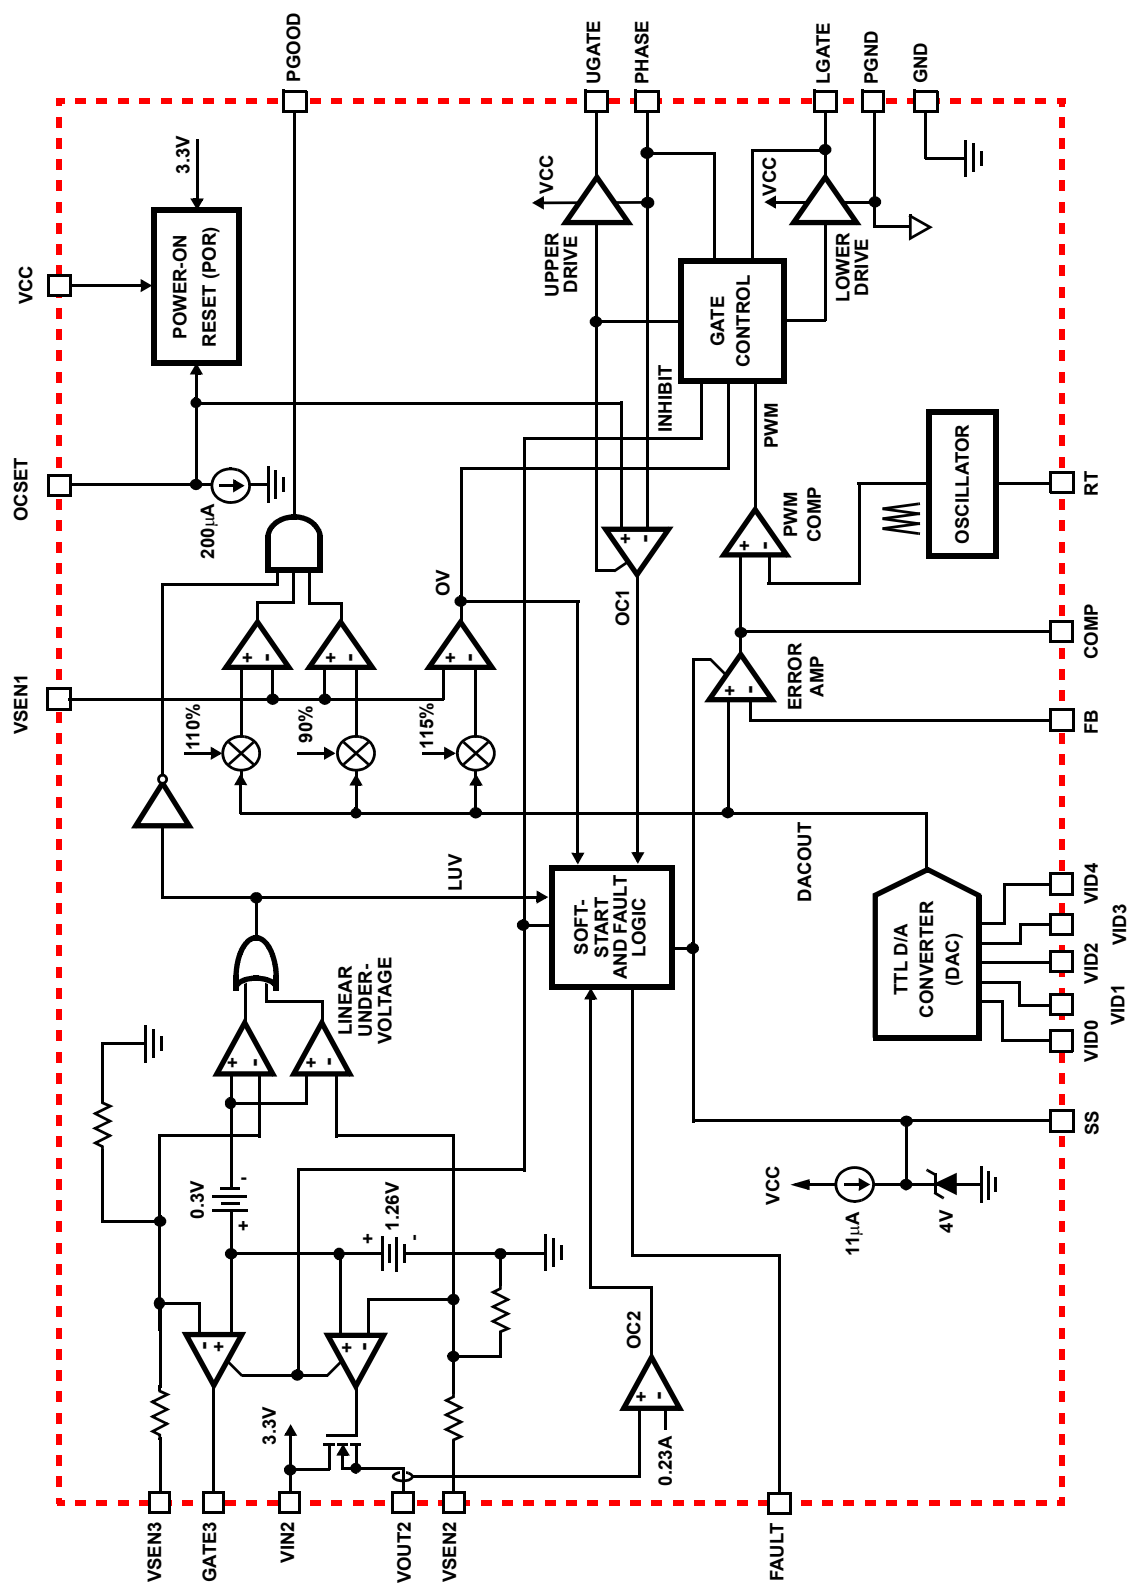 VSEN1
OCSET
VCC
VSEN3
GATE3
VIN2
VOUT2
VSEN2
FAULT
PGOOD
UGATE
PHASE
LGATE
PGND
GND
RT
COMP
FB
VID4
VID3
VID2
VID1
VID0
SS
3.3V
POWER-ON
RESET (POR)
200µA
110%
90%
115%
+
-
+
-
+
-
OV
LUV
LINEAR
UNDER-
VOLTAGE
+
-
+
-
0.3V
+
-
1.26V
+
-
-
+
+
-
3.3V
0.23A
+
-
OC2
SOFT-
START
AND FAULT
LOGIC
OC1
+
-
INHIBIT
PWM
GATE
CONTROL
UPPER
DRIVE
VCC
LOWER
DRIVE
VCC
PWM
COMP
+
-
OSCILLATOR
ERROR
AMP
+
-
DACOUT
TTL D/A
CONVERTER
(DAC)
VCC
11µA
4V